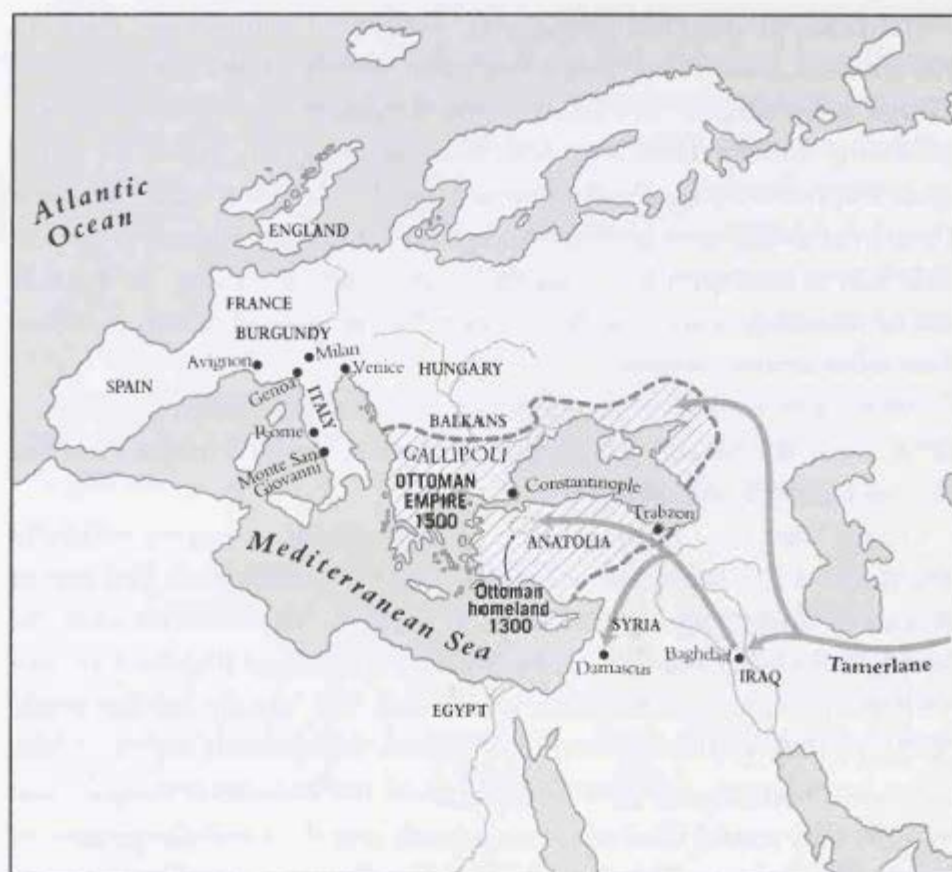 Atlantic
Ocean
ENGLAND
FRANCE
BURGUNDY
Avignon
Milan
Genoa
Venice
HUNGARY
SPAIN
ITALY
BALKANS
Rome
GALLIPOLI
Monte San
Giovanni
OTTOMAN
EMPIRE
1500
Constantinople
Trabzon
ANATOLIA
Mediterranean Sea
Ottoman
homeland
1300
SYRIA
Damascus
Baghdad
IRAQ
Tamerlane
EGYPT